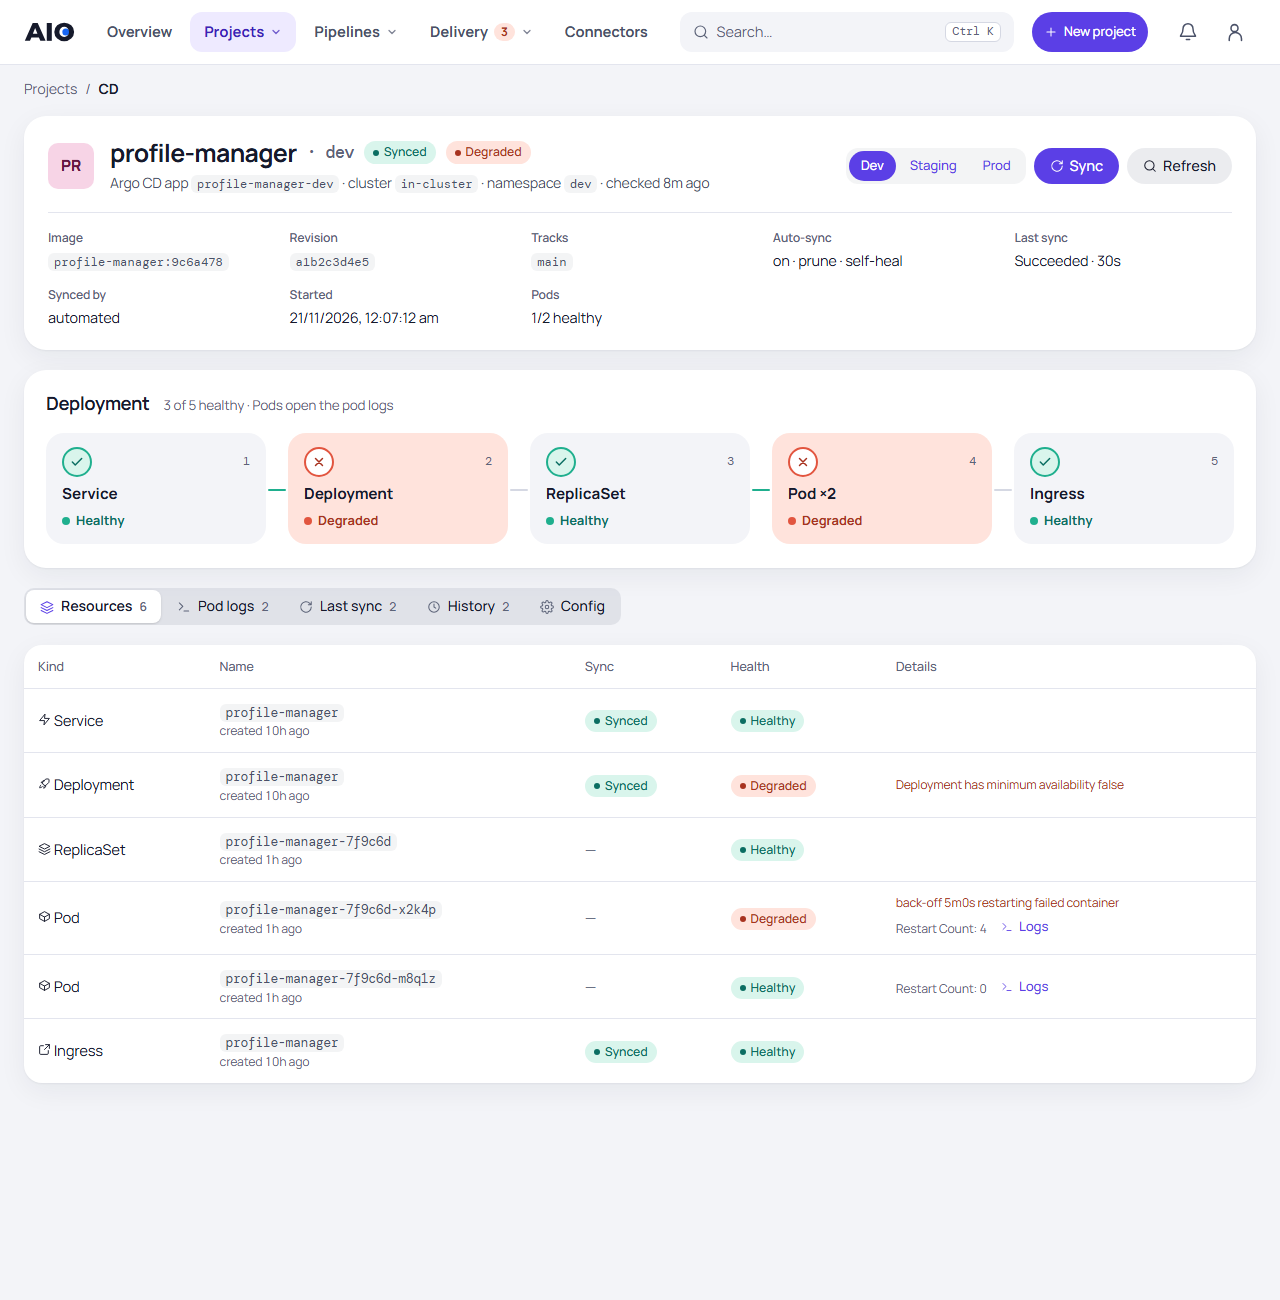 AIO
Overview
Projects
Pipelines
Delivery 3
Connectors
Search...
Ctrl K
New project
Projects / CD
PR
profile-manager · dev
Synced
Degraded
Argo CD app profile-manager-dev · cluster in-cluster · namespace dev · checked 8m ago
Dev
Staging
Prod
Sync
Refresh
Image
profile-manager:9c6a478
Revision
a1b2c3d4e5
Tracks
main
Auto-sync
on · prune · self-heal
Last sync
Succeeded · 30s
Synced by
automated
Started
21/11/2026, 12:07:12 am
Pods
1/2 healthy
Deployment 3 of 5 healthy · Pods open the pod logs
1
Service
Healthy
2
Deployment
Degraded
3
ReplicaSet
Healthy
4
Pod ×2
Degraded
5
Ingress
Healthy
Resources 6
Pod logs 2
Last sync 2
History 2
Config
Kind Name Sync Health Details
Service profile-manager Synced Healthy
created 10h ago
Deployment profile-manager Synced Degraded Deployment has minimum availability false
created 10h ago
ReplicaSet profile-manager-7f9c6d — Healthy
created 1h ago
Pod profile-manager-7f9c6d-x2k4p — Degraded back-off 5m0s restarting failed container
created 1h ago Restart Count: 4 Logs
Pod profile-manager-7f9c6d-m8q1z — Healthy Restart Count: 0 Logs
created 1h ago
Ingress profile-manager Synced Healthy
created 10h ago